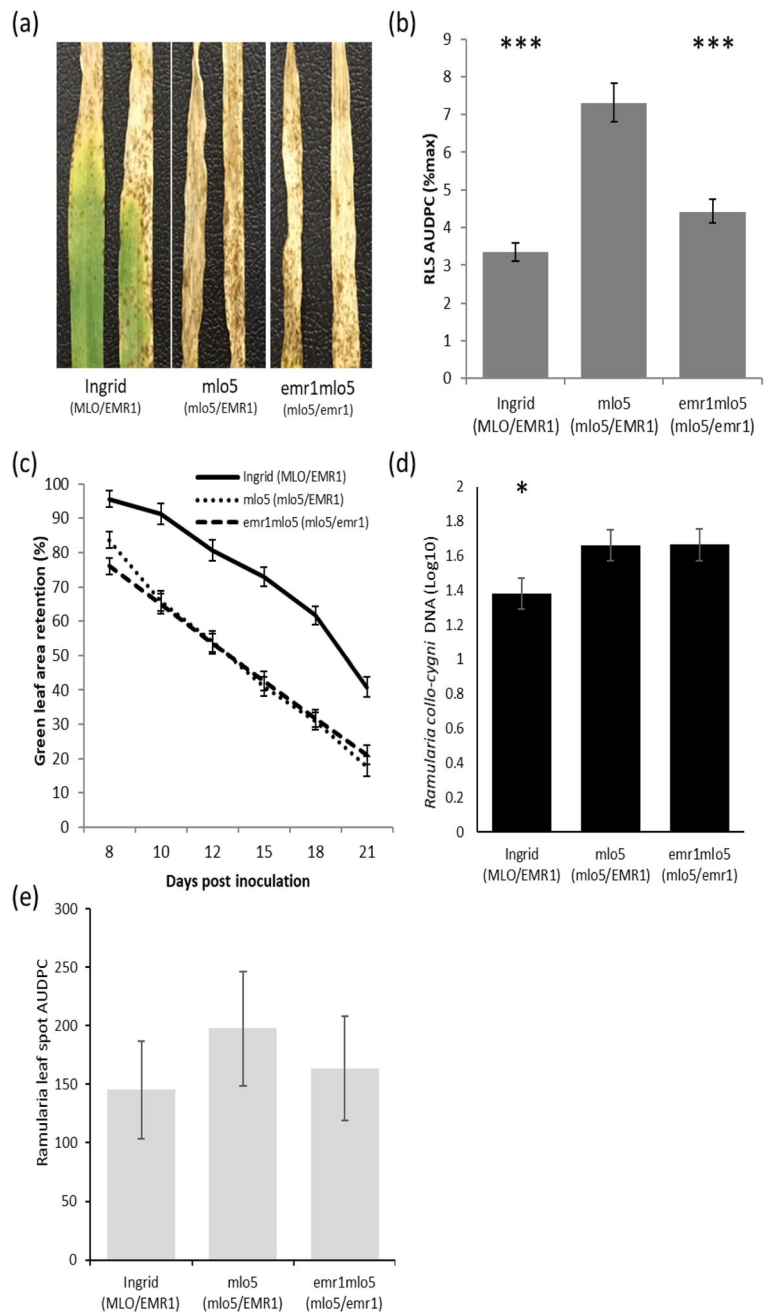 (a)
Ingrid
(MLO/EMR1)
mlo5
(mlo5/EMR1)
emr1mlo5
(mlo5/emr1)
(b)
RLS AUDPC (%max)
9
8
7
6
5
4
3
2
1
0
*** ***
Ingrid
(MLO/EMR1)
mlo5
(mlo5/EMR1)
emr1mlo5
(mlo5/emr1)
(c)
Green leaf area retention (%)
100
90
80
70
60
50
40
30
20
10
0
Ingrid (MLO/EMR1)
mlo5 (mlo5/EMR1)
emr1mlo5 (mlo5/emr1)
8 10 12 15 18 21
Days post inoculation
(d)
Ramularia collo-cygni DNA (Log10)
2
1.8
1.6
1.4
1.2
1
0.8
0.6
0.4
0.2
0
*
Ingrid
(MLO/EMR1)
mlo5
(mlo5/EMR1)
emr1mlo5
(mlo5/emr1)
(e)
Ramularia leaf spot AUDPC
300
250
200
150
100
50
0
Ingrid
(MLO/EMR1)
mlo5
(mlo5/EMR1)
emr1mlo5
(mlo5/emr1)